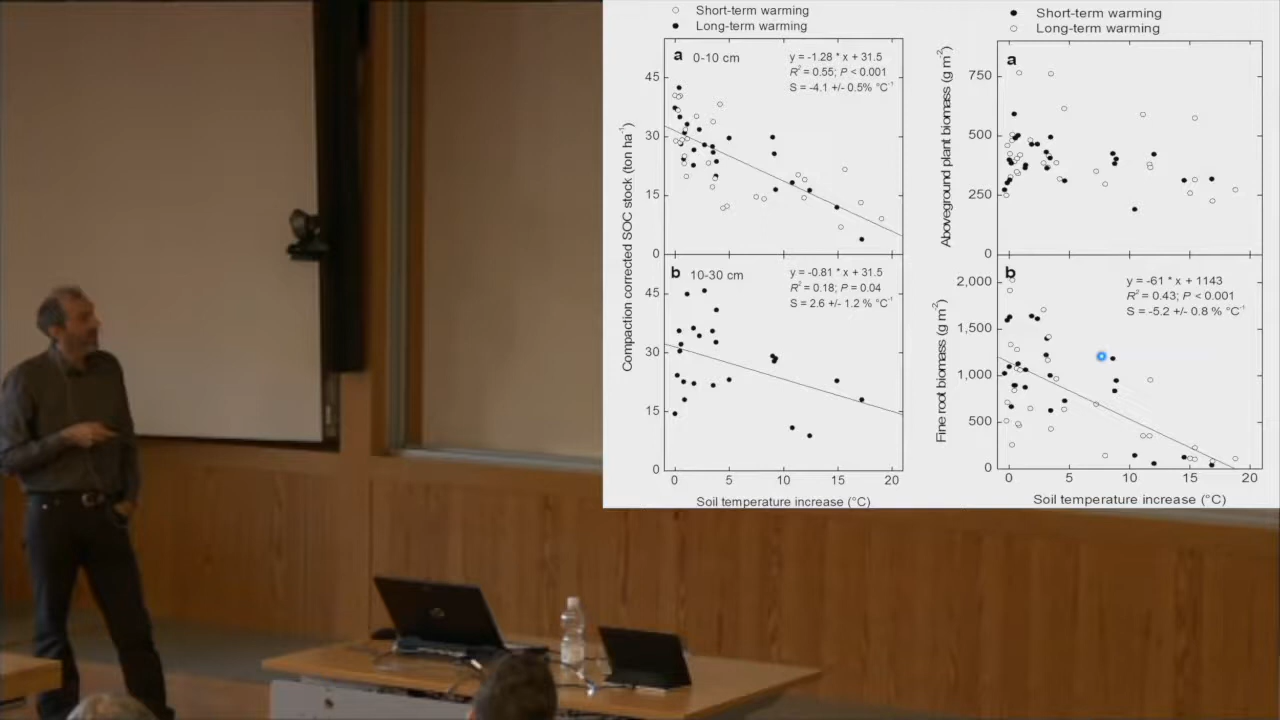 Short-term warming
Long-term warming
a 0-10 cm
y = -1.28 * x + 31.5
R² = 0.55; P < 0.001
S = -4.1 +/- 0.5% °C⁻¹
45
30
15
0
Compaction corrected SOC stock (ton ha⁻¹)
b 10-30 cm
y = -0.81 * x + 31.5
R² = 0.18; P = 0.04
S = 2.6 +/- 1.2 % °C⁻¹
45
30
15
0
0 5 10 15 20
Soil temperature increase (°C)
Short-term warming
Long-term warming
a
750
500
250
0
Aboveground plant biomass (g m⁻²)
b
y = -61 * x + 1143
R² = 0.43; P < 0.001
S = -5.2 +/- 0.8 % °C⁻¹
2,000
1,500
1,000
500
0
Fine root biomass (g m⁻²)
0 5 10 15 20
Soil temperature increase (°C)